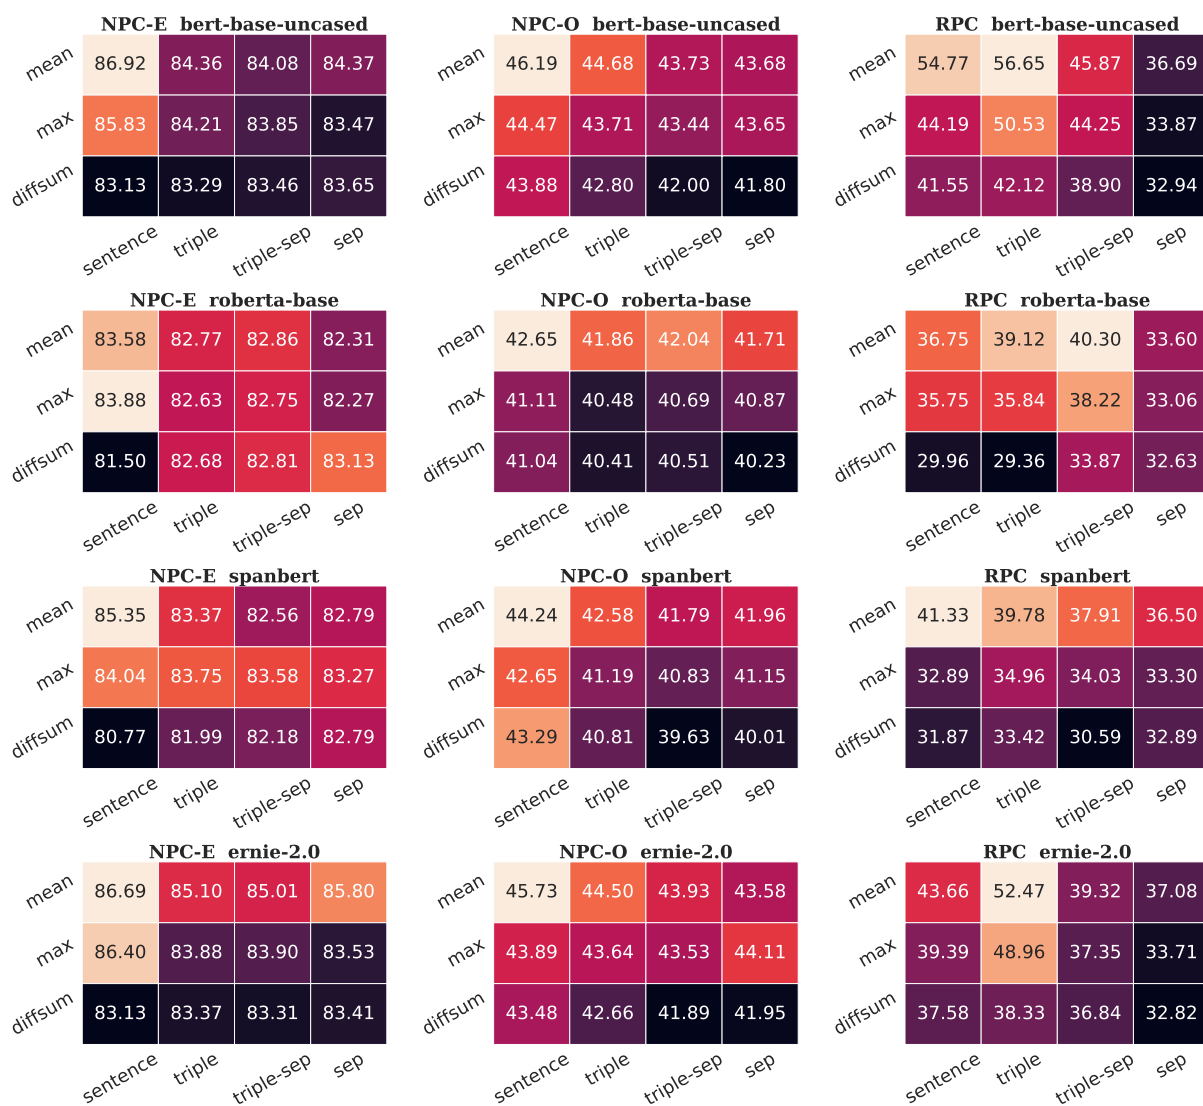 NPC-E bert-base-uncased NPC-O bert-base-uncased RPC bert-base-uncased
mean 86.92 84.36 84.08 84.37 mean 46.19 44.68 43.73 43.68 mean 54.77 56.65 45.87 36.69
max 85.83 84.21 83.85 83.47 max 44.47 43.71 43.44 43.65 max 44.19 50.53 44.25 33.87
diffsum 83.13 83.29 83.46 83.65 diffsum 43.88 42.80 42.00 41.80 diffsum 41.55 42.12 38.90 32.94
sentence triple triple-sep sep sentence triple triple-sep sep sentence triple triple-sep sep
NPC-E roberta-base NPC-O roberta-base RPC roberta-base
mean 83.58 82.77 82.86 82.31 mean 42.65 41.86 42.04 41.71 mean 36.75 39.12 40.30 33.60
max 83.88 82.63 82.75 82.27 max 41.11 40.48 40.69 40.87 max 35.75 35.84 38.22 33.06
diffsum 81.50 82.68 82.81 83.13 diffsum 41.04 40.41 40.51 40.23 diffsum 29.96 29.36 33.87 32.63
sentence triple triple-sep sep sentence triple triple-sep sep sentence triple triple-sep sep
NPC-E spanbert NPC-O spanbert RPC spanbert
mean 85.35 83.37 82.56 82.79 mean 44.24 42.58 41.79 41.96 mean 41.33 39.78 37.91 36.50
max 84.04 83.75 83.58 83.27 max 42.65 41.19 40.83 41.15 max 32.89 34.96 34.03 33.30
diffsum 80.77 81.99 82.18 82.79 diffsum 43.29 40.81 39.63 40.01 diffsum 31.87 33.42 30.59 32.89
sentence triple triple-sep sep sentence triple triple-sep sep sentence triple triple-sep sep
NPC-E ernie-2.0 NPC-O ernie-2.0 RPC ernie-2.0
mean 86.69 85.10 85.01 85.80 mean 45.73 44.50 43.93 43.58 mean 43.66 52.47 39.32 37.08
max 86.40 83.88 83.90 83.53 max 43.89 43.64 43.53 44.11 max 39.39 48.96 37.35 33.71
diffsum 83.13 83.37 83.31 83.41 diffsum 43.48 42.66 41.89 41.95 diffsum 37.58 38.33 36.84 32.82
sentence triple triple-sep sep sentence triple triple-sep sep sentence triple triple-sep sep